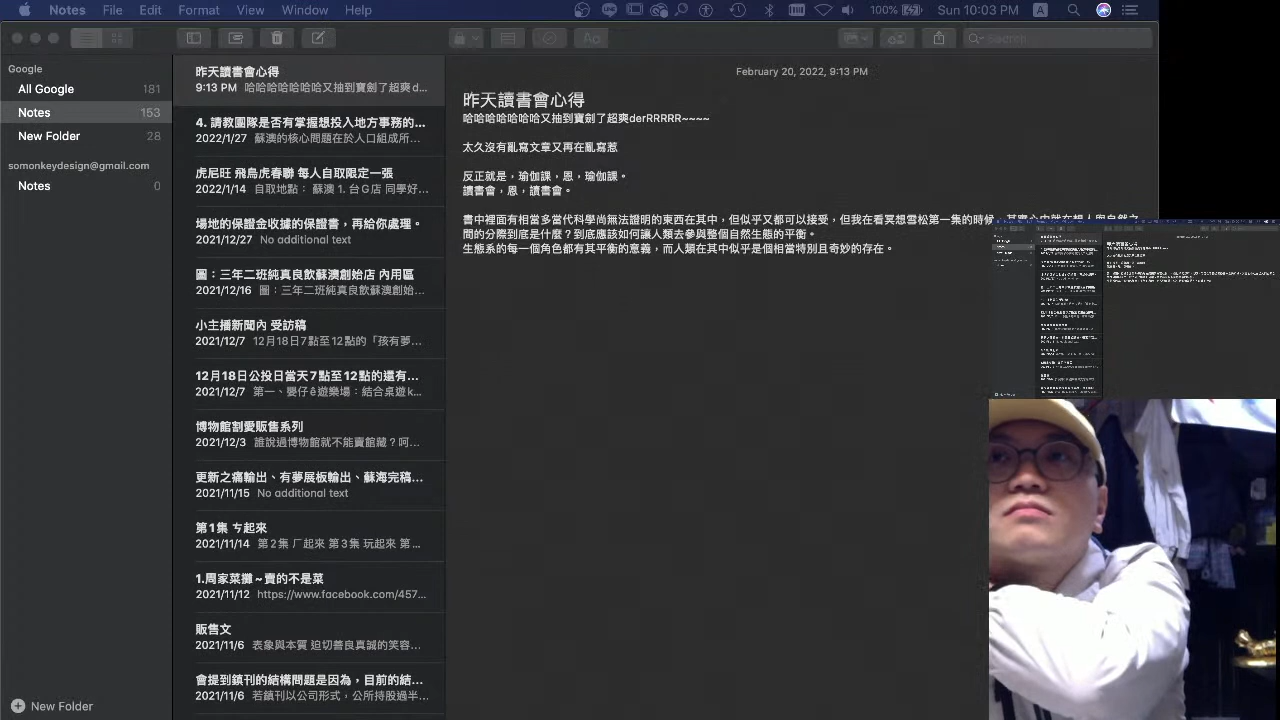 Notes File Edit Format View Window Help
100% Sun 10:03 PM A
Search
Google
All Google 181
Notes 153
New Folder 28
somonkeydesign@gmail.com
Notes 0
New Folder
昨天讀書會心得
9:13 PM 哈哈哈哈哈哈哈又抽到寶劍了超爽d...
4. 請教團隊是否有掌握想投入地方事務的...
2022/1/27 蘇澳的核心問題在於人口組成所...
虎尼旺 飛鳥虎春聯 每人自取限定一張
2022/1/14 自取地點： 蘇澳 1. 台G店 同學好...
場地的保證金收據的保證書，再給你處理。
2021/12/27 No additional text
圖：三年二班純真民飲蘇澳創始店 內用區
2021/12/16 圖：三年二班純真民飲蘇澳創始...
小主播新聞內 受訪稿
2021/12/7 12月18日7點至12點的「孩有夢...
12月18日公投日當天7點至12點的還有...
2021/12/7 第一、嬰仔ê遊樂場：結合桌遊k...
博物館割愛販售系列
2021/12/3 誰說過博物館就不能賣館藏？呵...
更新之痛輸出、有夢展板輸出、蘇海完稿...
2021/11/15 No additional text
第1集 ㄘ起來
2021/11/14 第２集 ㄏ起來 第３集 玩起來 第...
1.周家菜攤~賣的不是菜
2021/11/12 https://www.facebook.com/457...
販售文
2021/11/6 表象與本質 迫切善良真誠的笑容...
會提到鎮刊的結構問題是因為，目前的結...
2021/11/6 若鎮刊以公司形式，公所持股過半...
February 20, 2022, 9:13 PM
昨天讀書會心得
哈哈哈哈哈哈哈又抽到寶劍了超爽derRRRRR~~~~
太久沒有亂寫文章又再在亂寫惹
反正就是，瑜伽課，恩，瑜伽課。
讀書會，恩，讀書會。
書中裡面有相當多當代科學尚無法證明的東西在其中，但似乎又都可以接受，但我在看冥想雪松第一集的時候
間的分際到底是什麼？到底應該如何讓人類去參與整個自然生態的平衡。
生態系的每一個角色都有其平衡的意義，而人類在其中似乎是個相當特別且奇妙的存在。